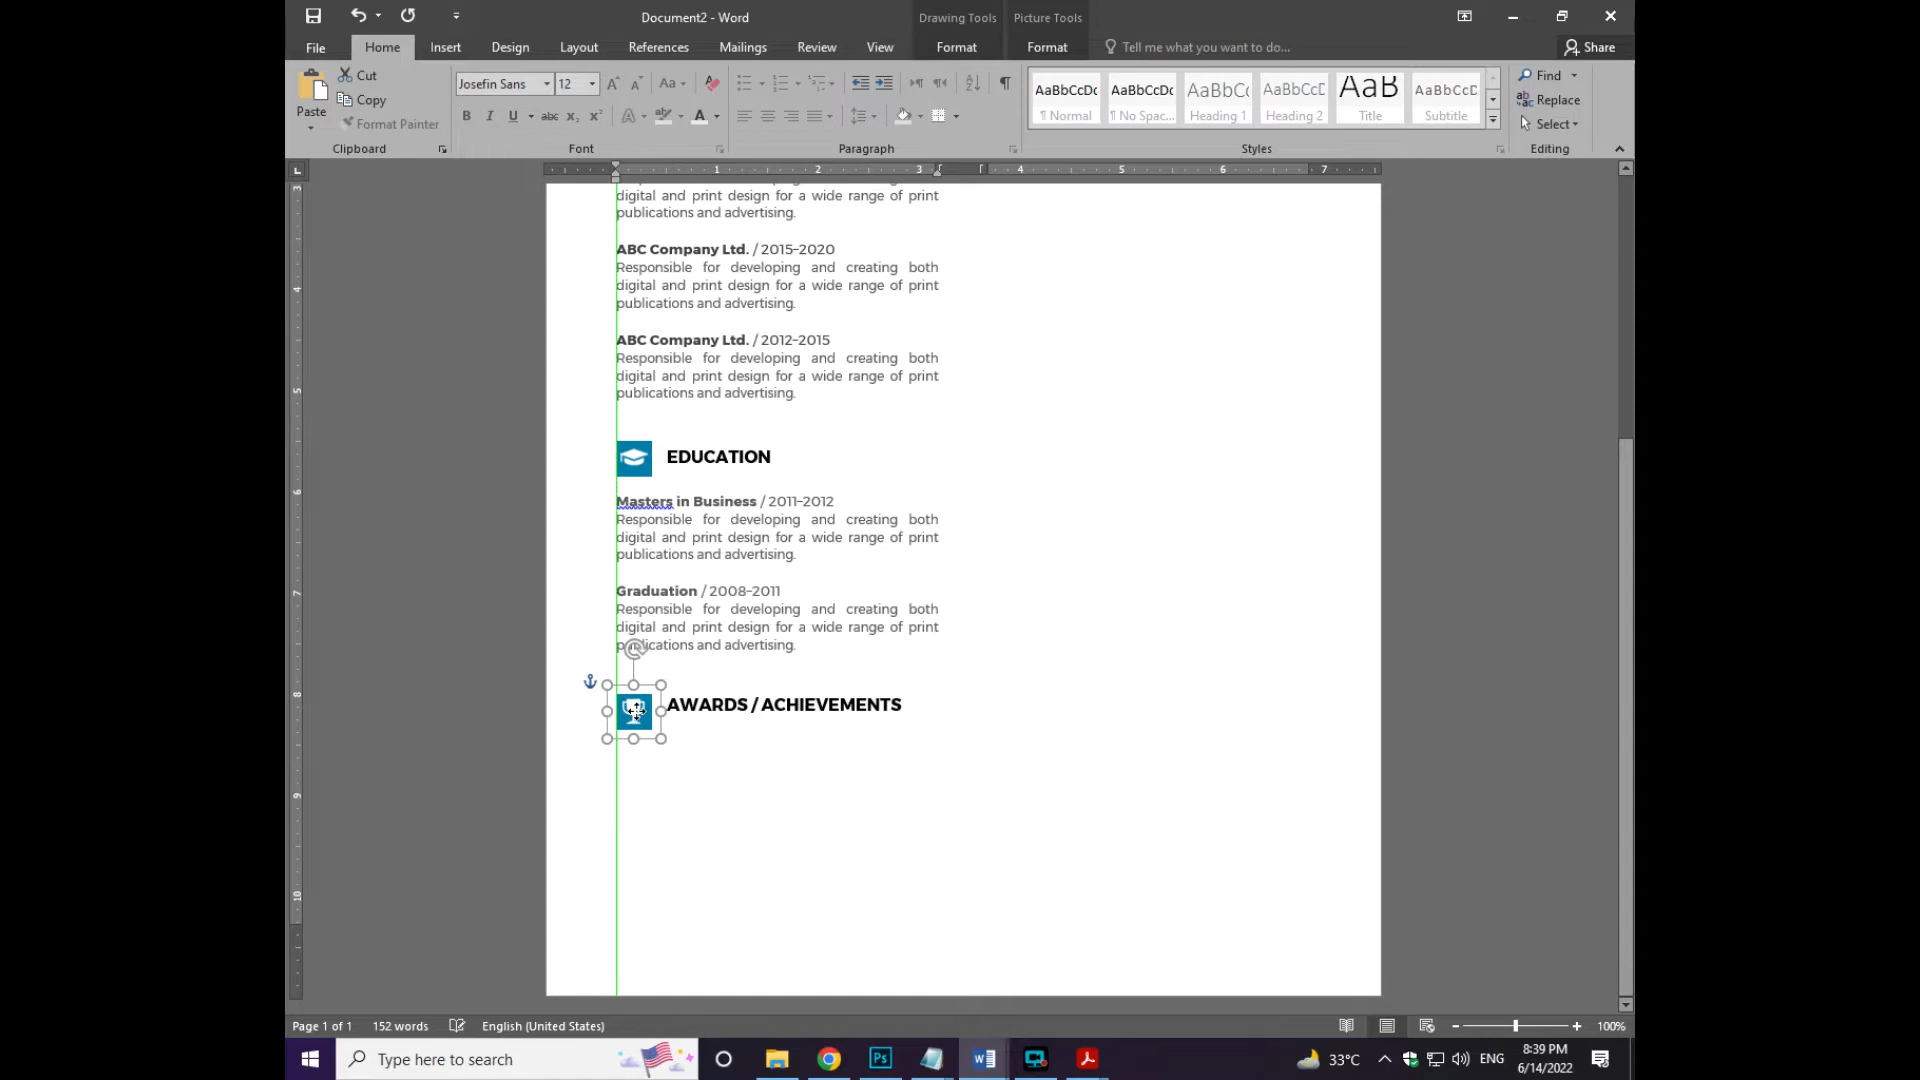 Document2 - Word
Drawing Tools
Picture Tools
File
Home
Insert
Design
Layout
References
Mailings
Review
View
Format
Format
Tell me what you want to do...
Share
Paste
Cut
Copy
Format Painter
Clipboard
Josefin Sans
12
Font
Paragraph
AaBbCcDc
¶ Normal
AaBbCcDc
¶ No Spac...
AaBbC
Heading 1
AaBbCcD
Heading 2
AaB
Title
AaBbCcD
Subtitle
Styles
Find
Replace
Select
Editing
1 2 3 4 5 6 7
digital and print design for a wide range of print
publications and advertising.
ABC Company Ltd. / 2015–2020
Responsible for developing and creating both
digital and print design for a wide range of print
publications and advertising.
ABC Company Ltd. / 2012–2015
Responsible for developing and creating both
digital and print design for a wide range of print
publications and advertising.
EDUCATION
Masters in Business / 2011–2012
Responsible for developing and creating both
digital and print design for a wide range of print
publications and advertising.
Graduation / 2008–2011
Responsible for developing and creating both
digital and print design for a wide range of print
publications and advertising.
AWARDS / ACHIEVEMENTS
Page 1 of 1
152 words
English (United States)
100%
Type here to search
33°C
ENG
8:39 PM
6/14/2022